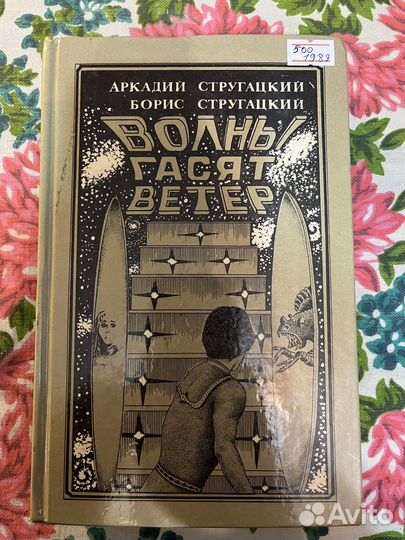 500
1989
АРКАДИЙ СТРУГАЦКИЙ
БОРИС СТРУГАЦКИЙ
ВОЛНЫ
ГАСЯТ
ВЕТЕР
Avito